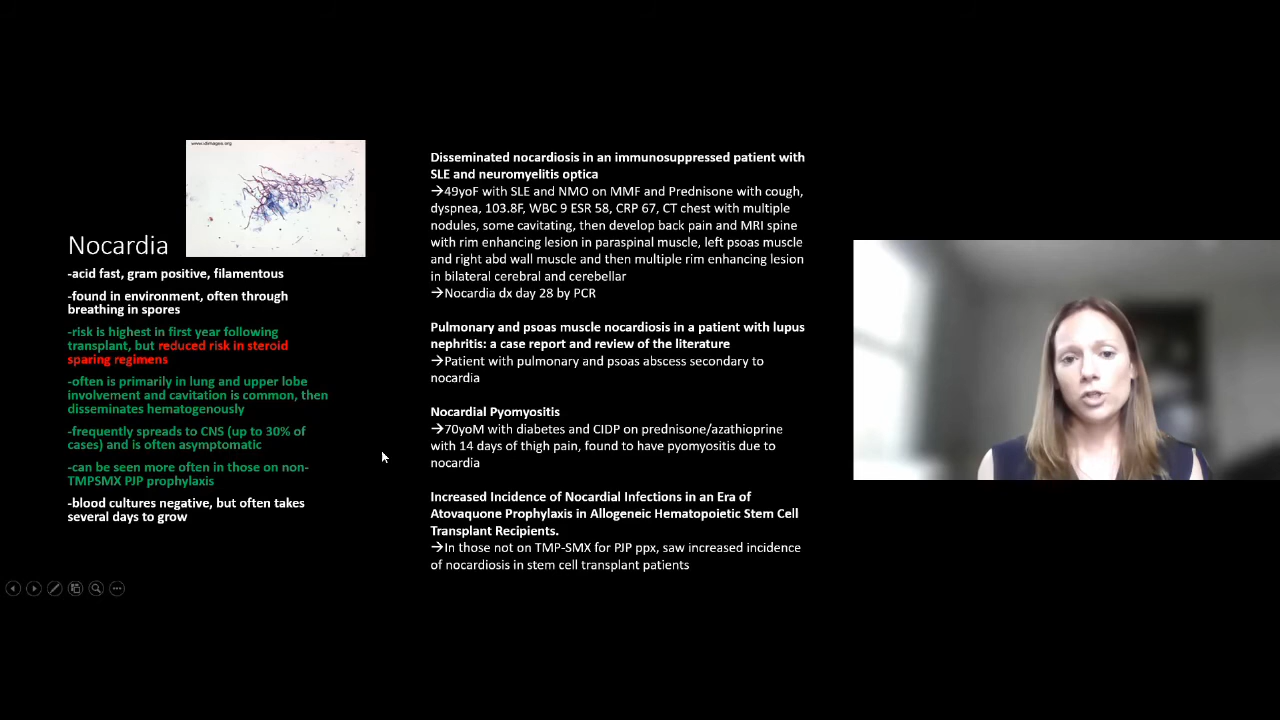 www.dimages.org
Nocardia
-acid fast, gram positive, filamentous
-found in environment, often through
breathing in spores
-risk is highest in first year following
transplant, but reduced risk in steroid
sparing regimens
-often is primarily in lung and upper lobe
involvement and cavitation is common, then
disseminates hematogenously
-frequently spreads to CNS (up to 30% of
cases) and is often asymptomatic
-can be seen more often in those on non-
TMPSMX PJP prophylaxis
-blood cultures negative, but often takes
several days to grow
Disseminated nocardiosis in an immunosuppressed patient with
SLE and neuromyelitis optica
→49yoF with SLE and NMO on MMF and Prednisone with cough,
dyspnea, 103.8F, WBC 9 ESR 58, CRP 67, CT chest with multiple
nodules, some cavitating, then develop back pain and MRI spine
with rim enhancing lesion in paraspinal muscle, left psoas muscle
and right abd wall muscle and then multiple rim enhancing lesion
in bilateral cerebral and cerebellar
→Nocardia dx day 28 by PCR
Pulmonary and psoas muscle nocardiosis in a patient with lupus
nephritis: a case report and review of the literature
→Patient with pulmonary and psoas abscess secondary to
nocardia
Nocardial Pyomyositis
→70yoM with diabetes and CIDP on prednisone/azathioprine
with 14 days of thigh pain, found to have pyomyositis due to
nocardia
Increased Incidence of Nocardial Infections in an Era of
Atovaquone Prophylaxis in Allogeneic Hematopoietic Stem Cell
Transplant Recipients.
→In those not on TMP-SMX for PJP ppx, saw increased incidence
of nocardiosis in stem cell transplant patients